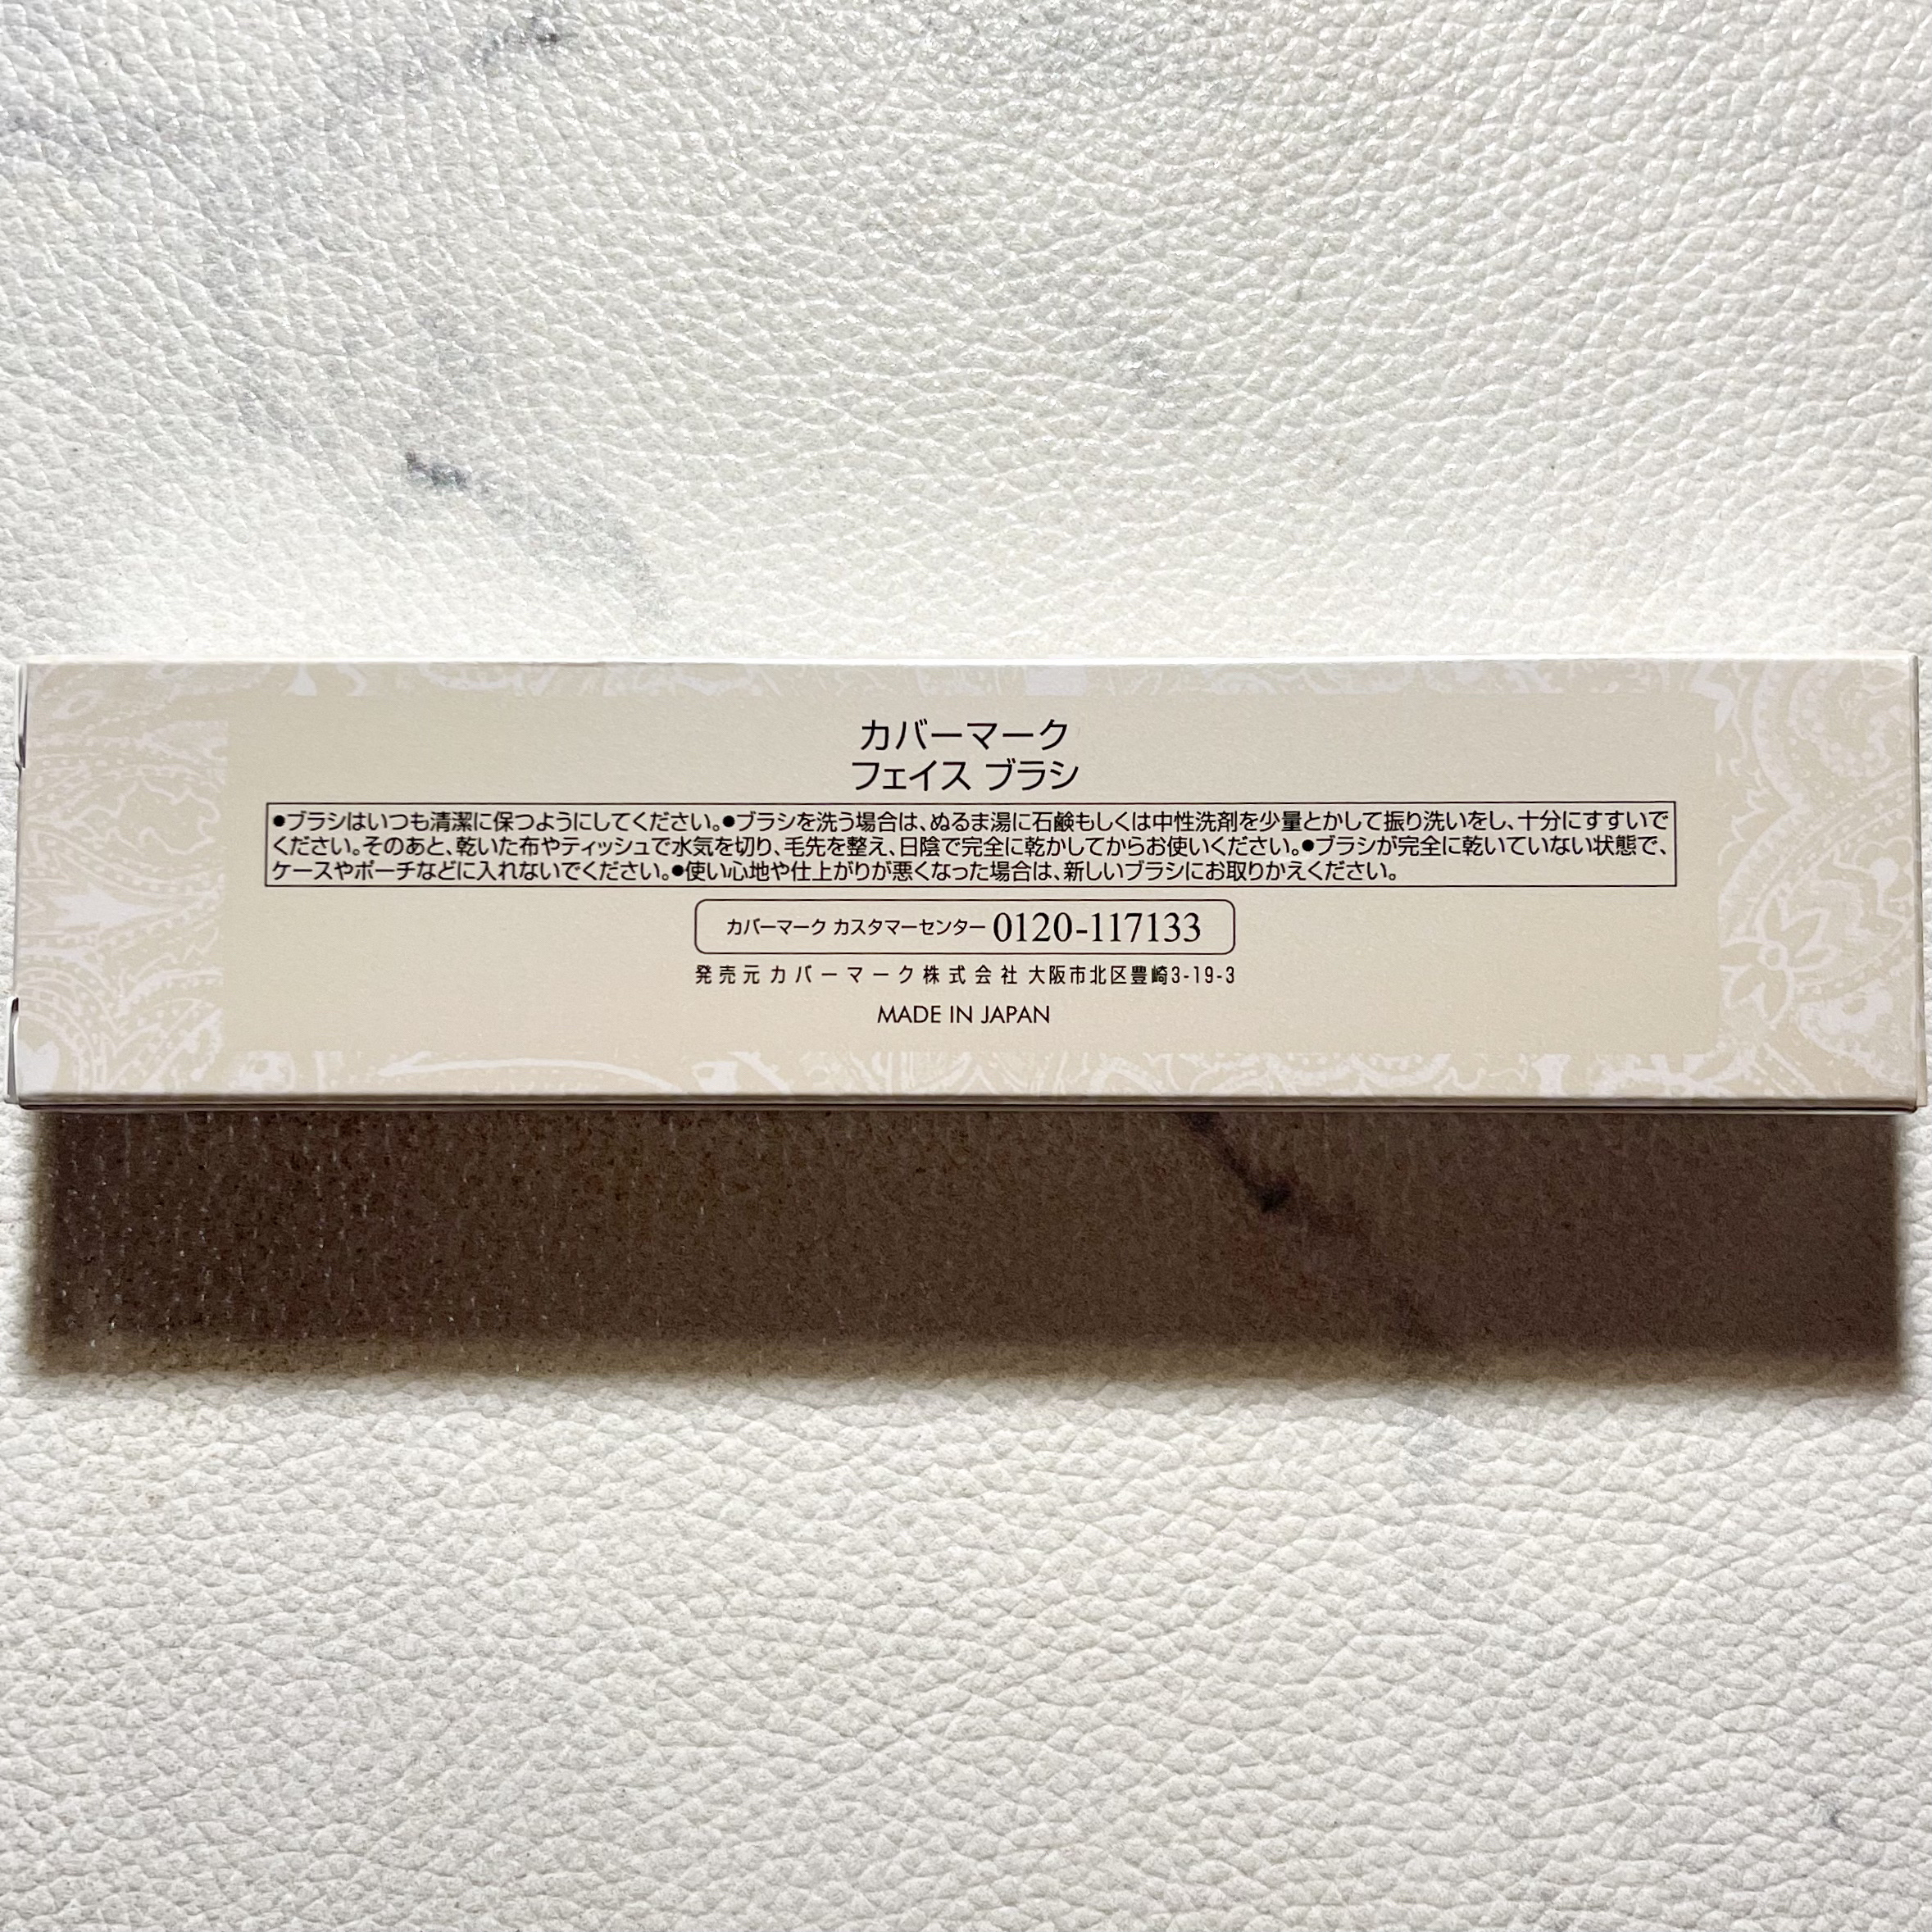 カバーマーク
フェイス ブラシ
●ブラシはいつも清潔に保つようにしてください。●ブラシを洗う場合は、ぬるま湯に石鹸もしくは中性洗剤を少量とかして振り洗いをし、十分にすすいで
ください。そのあと、乾いた布やティッシュで水気を切り、毛先を整え、日陰で完全に乾かしてからお使いください。●ブラシが完全に乾いていない状態で、
ケースやポーチなどに入れないでください。●使い心地や仕上がりが悪くなった場合は、新しいブラシにお取りかえください。
カバーマーク カスタマーセンター 0120-117133
発売元 カバーマーク株式会社 大阪市北区豊崎3-19-3
MADE IN JAPAN